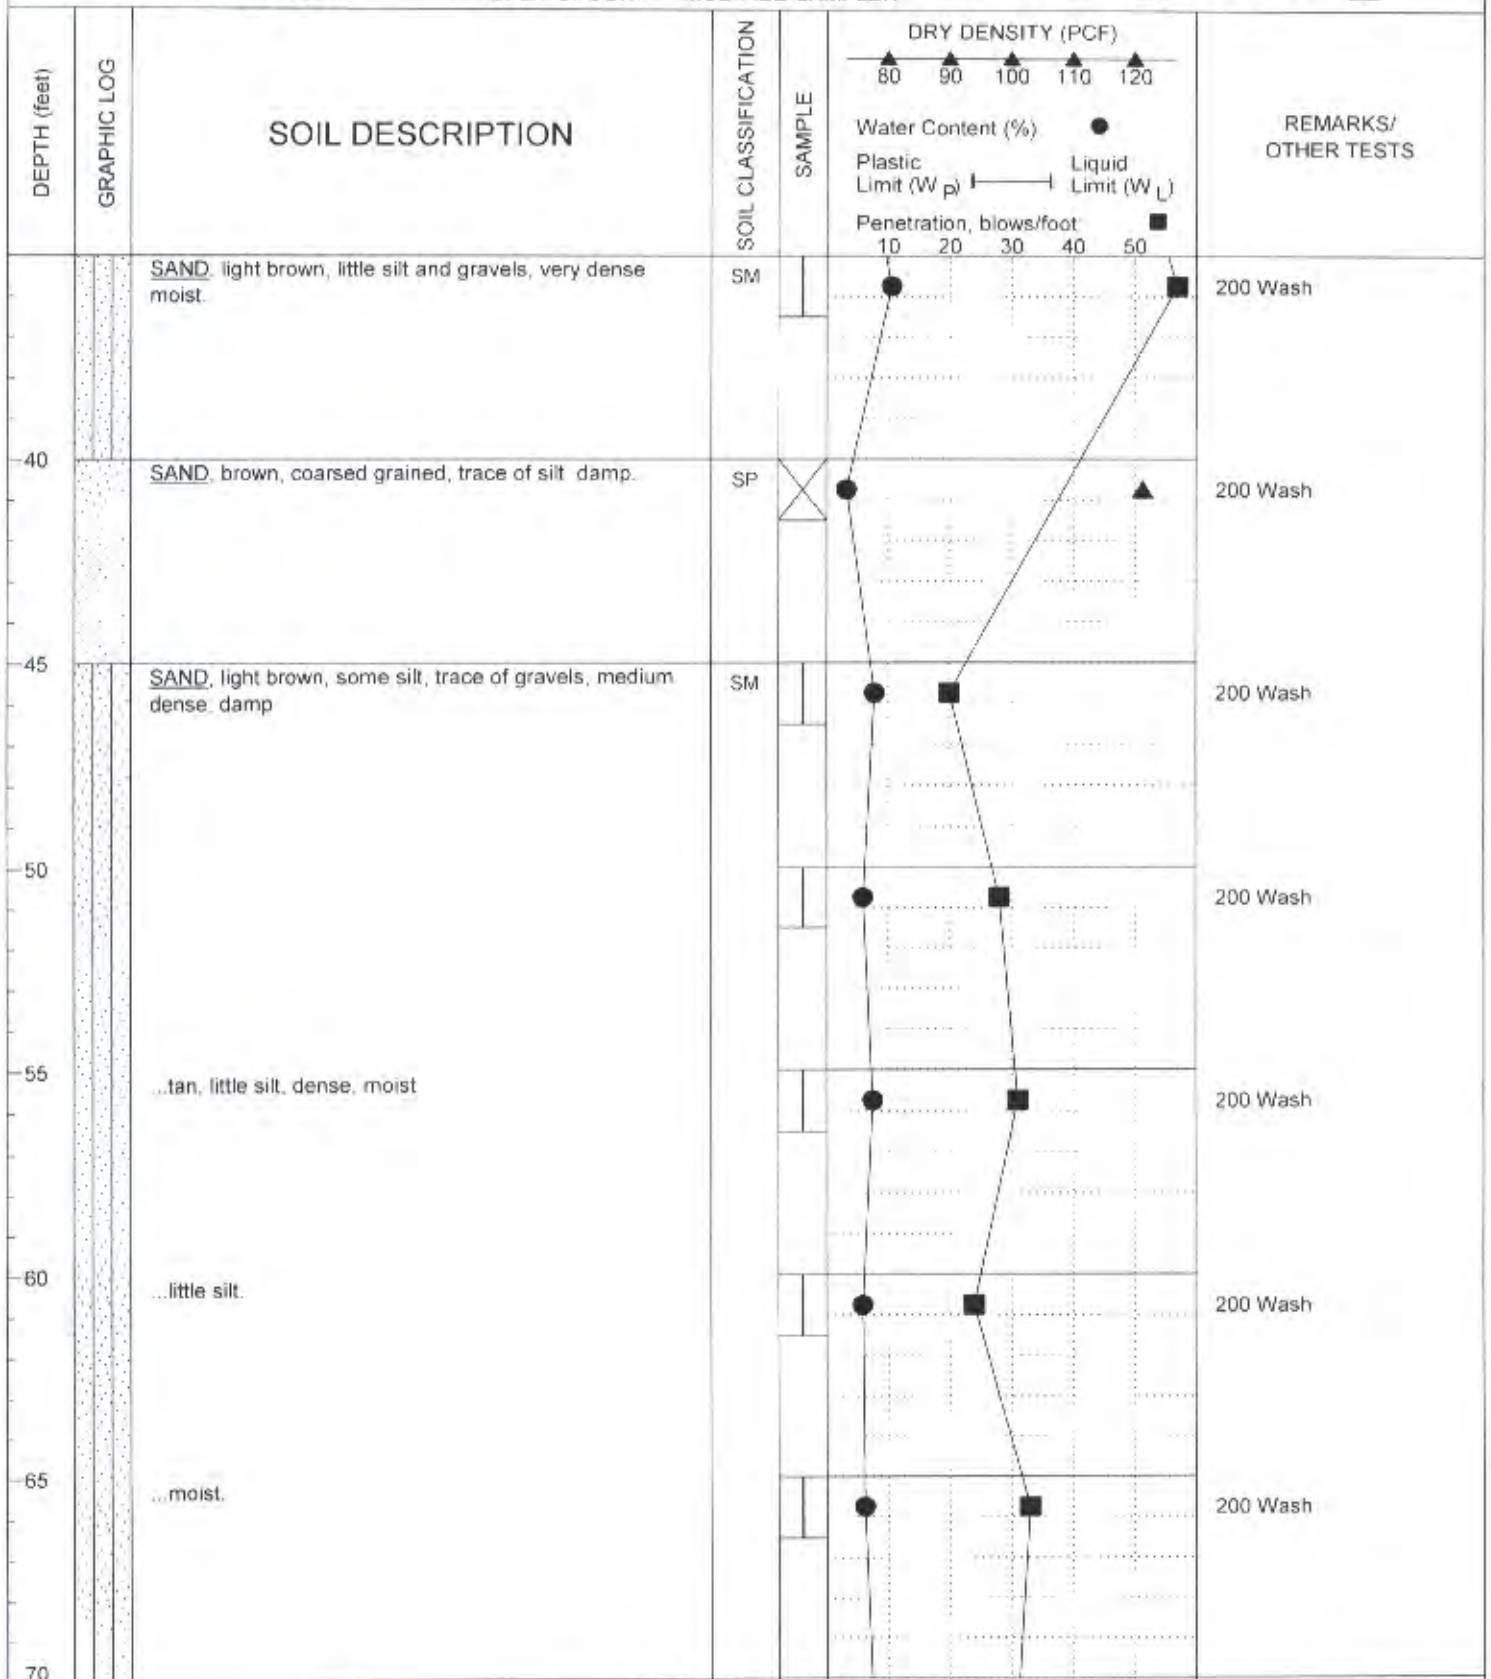 DEPTH (feet)
GRAPHIC LOG
SOIL DESCRIPTION
SOIL CLASSIFICATION
SAMPLE
DRY DENSITY (PCF)
80 90 100 110 120
Water Content (%)
Plastic Limit (W P)
Liquid Limit (W L)
Penetration, blows/foot
10 20 30 40 50
REMARKS/
OTHER TESTS
SAND, light brown, little silt and gravels, very dense
moist.
SM
200 Wash
40
SAND, brown, coarsed grained, trace of silt damp.
SP
200 Wash
45
SAND, light brown, some silt, trace of gravels, medium
dense, damp
SM
200 Wash
50
200 Wash
55
...tan, little silt, dense, moist
200 Wash
60
...little silt.
200 Wash
65
...moist.
200 Wash
70